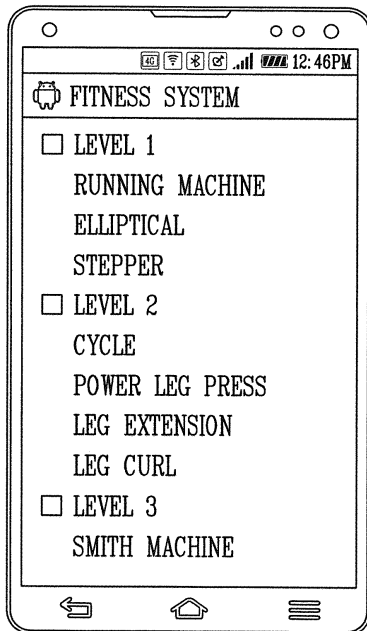 4G 12:46PM
FITNESS SYSTEM
LEVEL 1
RUNNING MACHINE
ELLIPTICAL
STEPPER
LEVEL 2
CYCLE
POWER LEG PRESS
LEG EXTENSION
LEG CURL
LEVEL 3
SMITH MACHINE